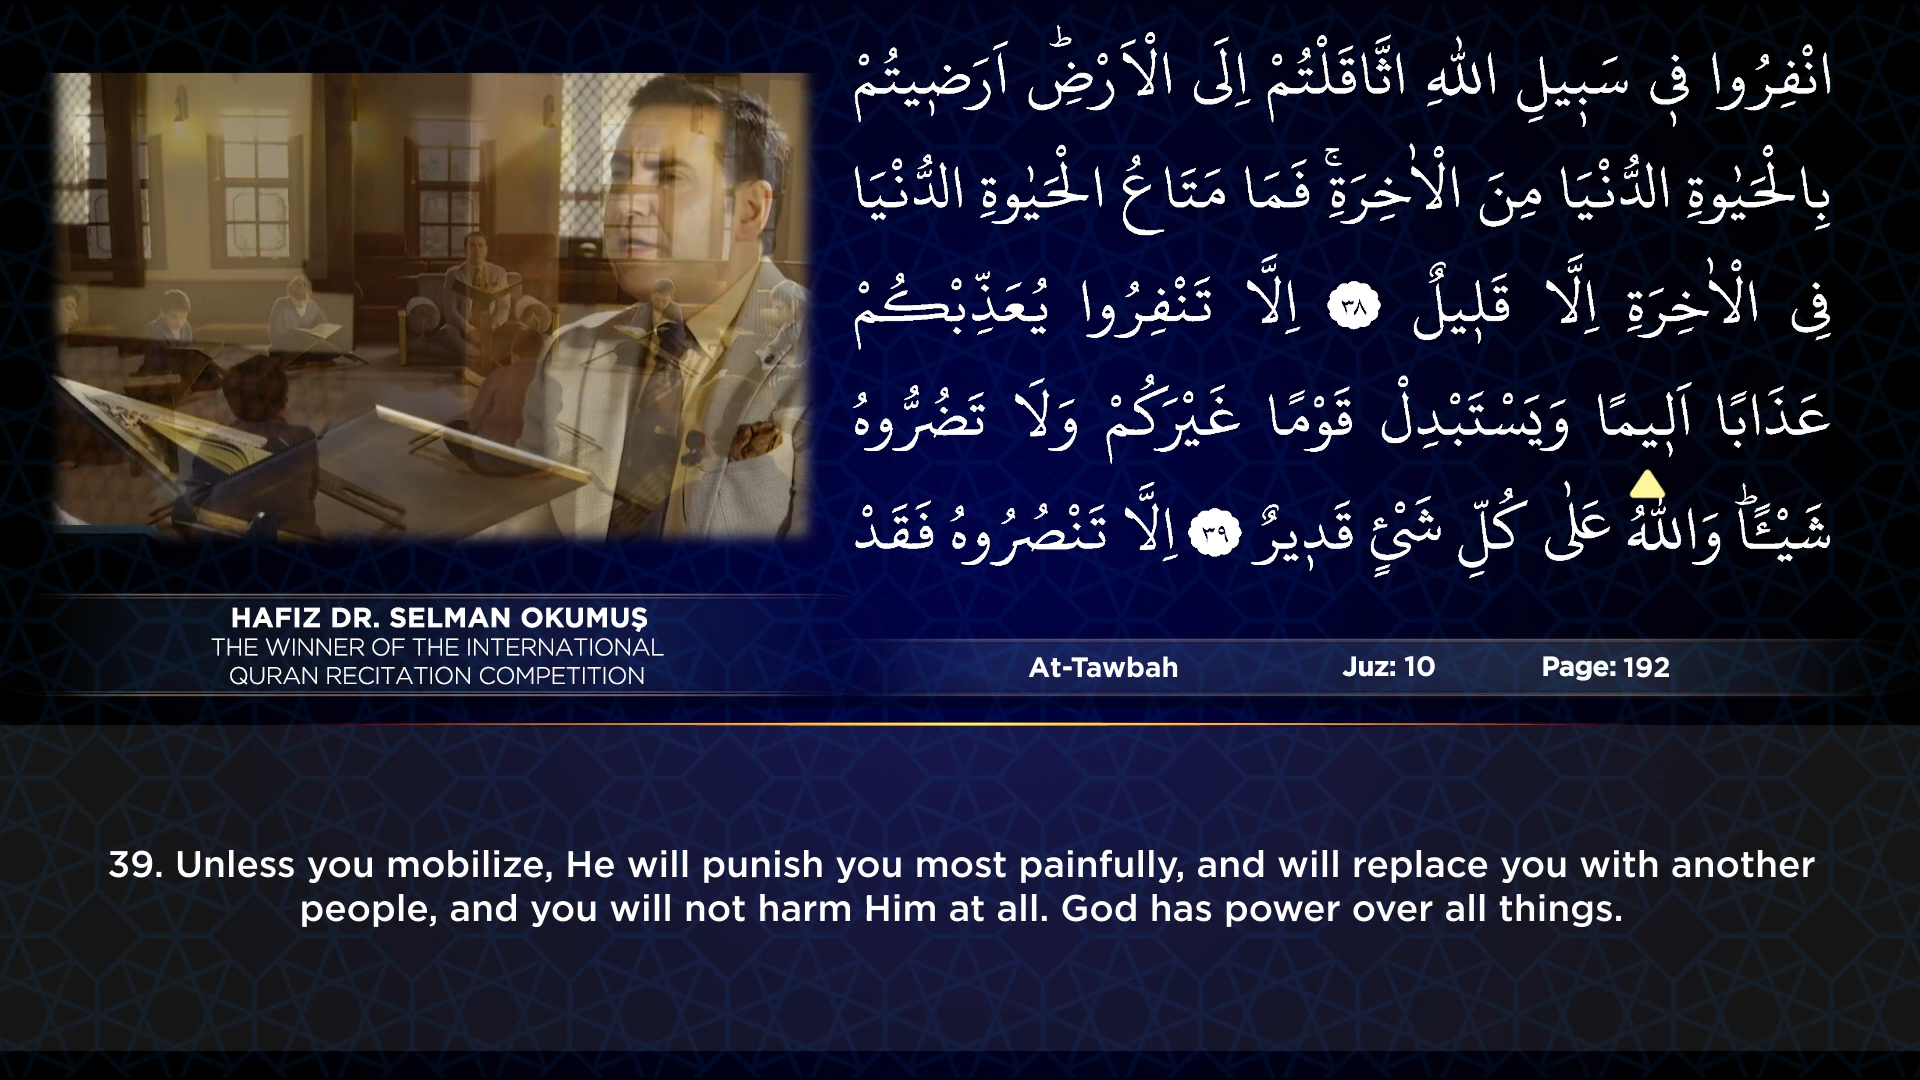 انْفِرُوا فٖي سَبٖيلِ اللّٰهِ اثَّاقَلْتُمْ اِلَى الْاَرْضِؕ اَرَضٖيتُمْ
بِالْحَيٰوةِ الدُّنْيَا مِنَ الْاٰخِرَةِۚ فَمَا مَتَاعُ الْحَيٰوةِ الدُّنْيَا
فِي الْاٰخِرَةِ اِلَّا قَلٖيلٌ ٣٨ اِلَّا تَنْفِرُوا يُعَذِّبْكُمْ
عَذَابًا اَلٖيمًا وَيَسْتَبْدِلْ قَوْمًا غَيْرَكُمْ وَلَا تَضُرُّوهُ
شَيْـًٔاؕ وَاللّٰهُ عَلٰى كُلِّ شَيْءٍ قَدٖيرٌ ٣٩ اِلَّا تَنْصُرُوهُ فَقَدْ
HAFIZ DR. SELMAN OKUMUŞ
THE WINNER OF THE INTERNATIONAL
QURAN RECITATION COMPETITION
At-Tawbah Juz: 10 Page: 192
39. Unless you mobilize, He will punish you most painfully, and will replace you with another
people, and you will not harm Him at all. God has power over all things.